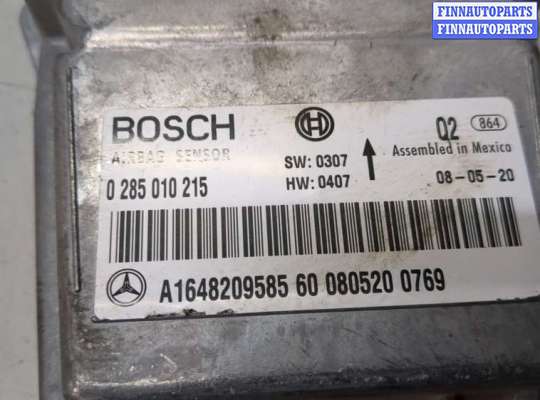 FINNAUTOPARTS
FINNAUTOPARTS
BOSCH
Q2 864
AIRBAG SENSOR
SW: 0307
Assembled in Mexico
0 285 010 215
HW: 0407
08-05-20
A1648209585 60 080520 0769